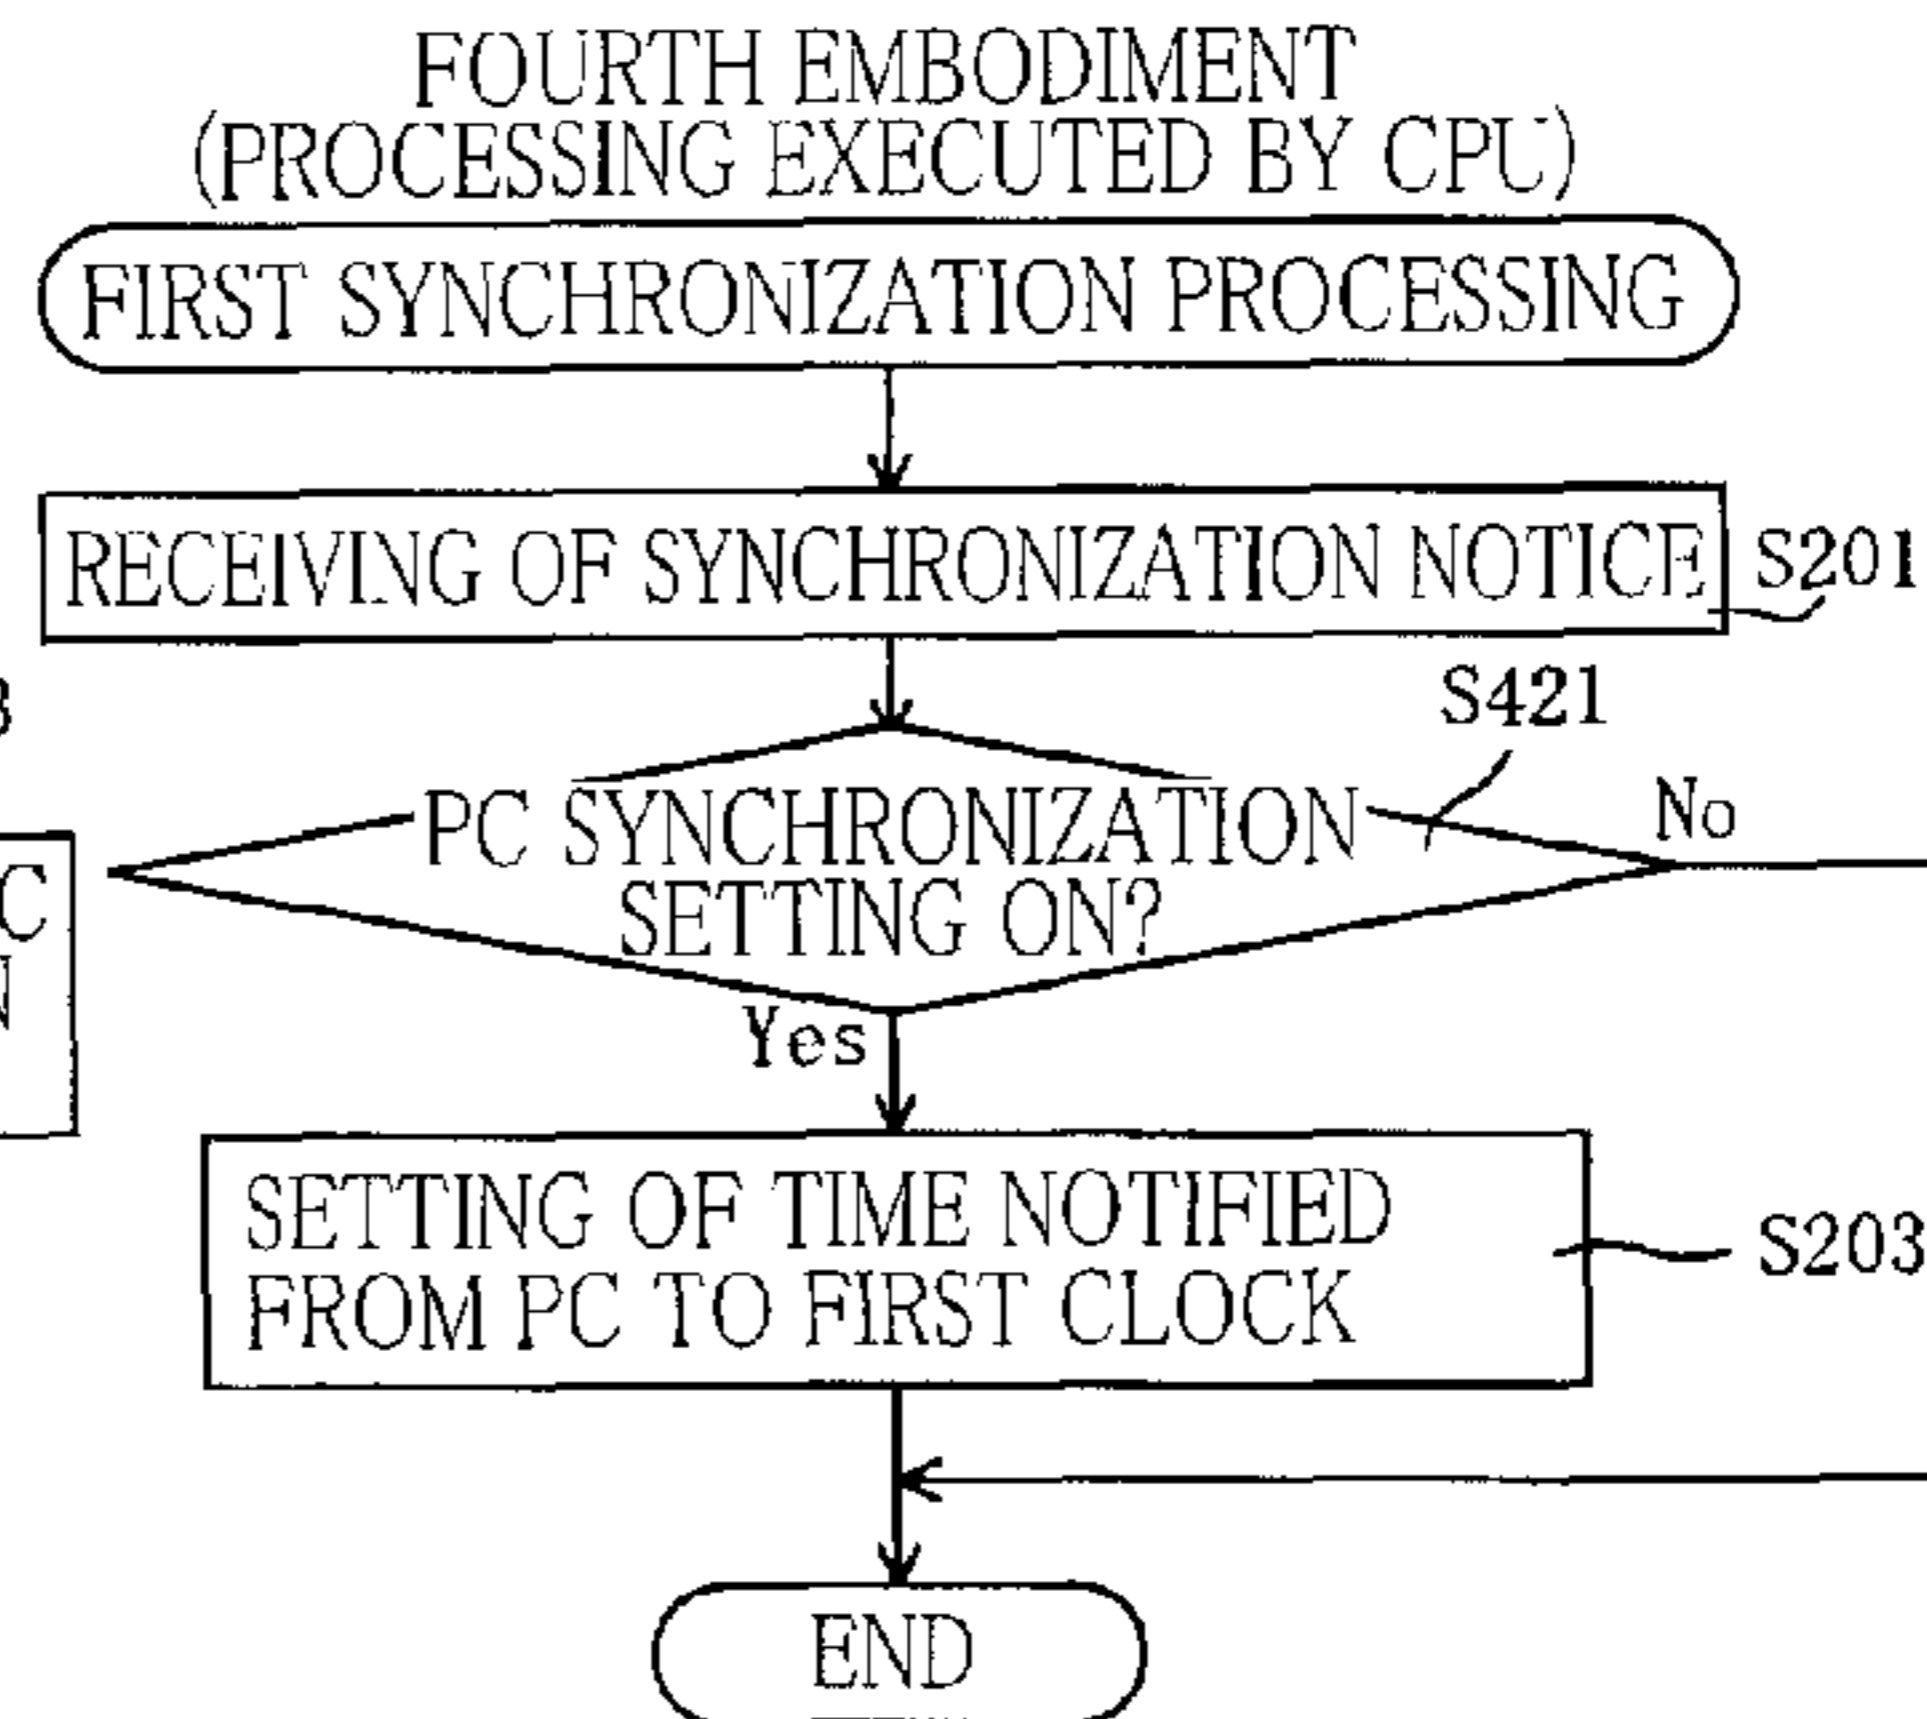 FOURTH EMBODIMENT
(PROCESSING EXECUTED BY CPU)
FIRST SYNCHRONIZATION PROCESSING
RECEIVING OF SYNCHRONIZATION NOTICE
S201
S421
PC SYNCHRONIZATION
SETTING ON?
No
C
N
Yes
SETTING OF TIME NOTIFIED
FROM PC TO FIRST CLOCK
S203
END